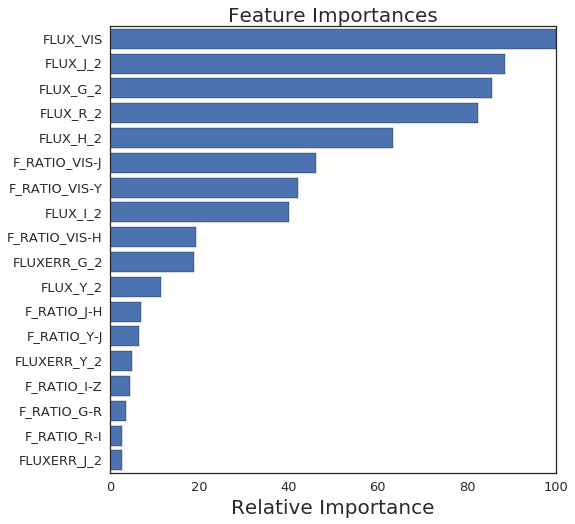 Feature Importances
FLUX_VIS
FLUX_J_2
FLUX_G_2
FLUX_R_2
FLUX_H_2
F_RATIO_VIS-J
F_RATIO_VIS-Y
FLUX_I_2
F_RATIO_VIS-H
FLUXERR_G_2
FLUX_Y_2
F_RATIO_J-H
F_RATIO_Y-J
FLUXERR_Y_2
F_RATIO_I-Z
F_RATIO_G-R
F_RATIO_R-I
FLUXERR_J_2
0 20 40 60 80 100
Relative Importance